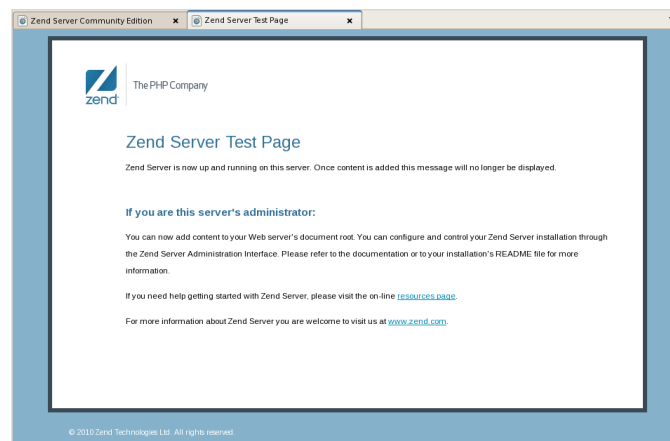 Zend Server Community Edition
Zend Server Test Page
zend
The PHP Company
Zend Server Test Page
Zend Server is now up and running on this server. Once content is added this message will no longer be displayed.
If you are this server's administrator:
You can now add content to your Web server's document root. You can configure and control your Zend Server installation through
the Zend Server Administration Interface. Please refer to the documentation or to your installation's README file for more
information.
If you need help getting started with Zend Server, please visit the on-line resources page.
For more information about Zend Server you are welcome to visit us at www.zend.com.
© 2010 Zend Technologies Ltd. All rights reserved.